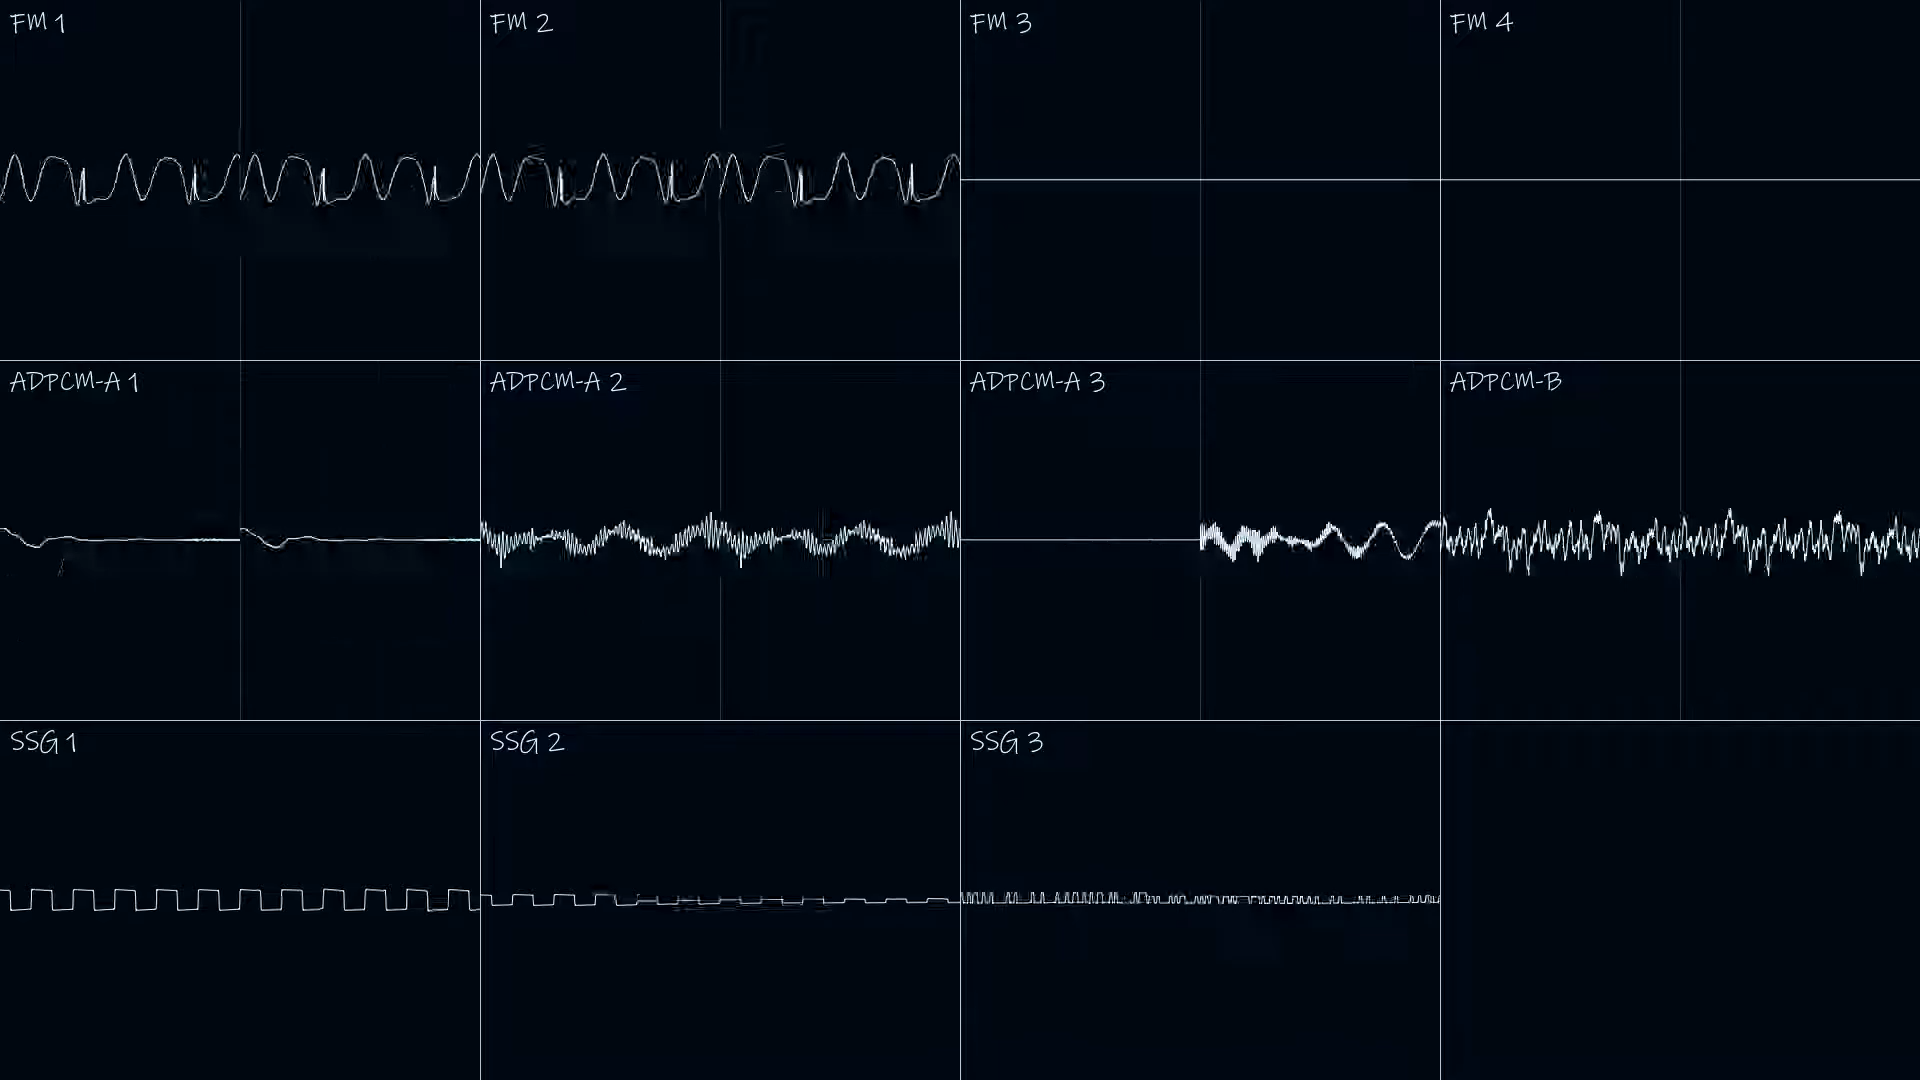 FM 1
FM 2
FM 3
FM 4
ADPCM-A 1
ADPCM-A 2
ADPCM-A 3
ADPCM-B
SSG 1
SSG 2
SSG 3